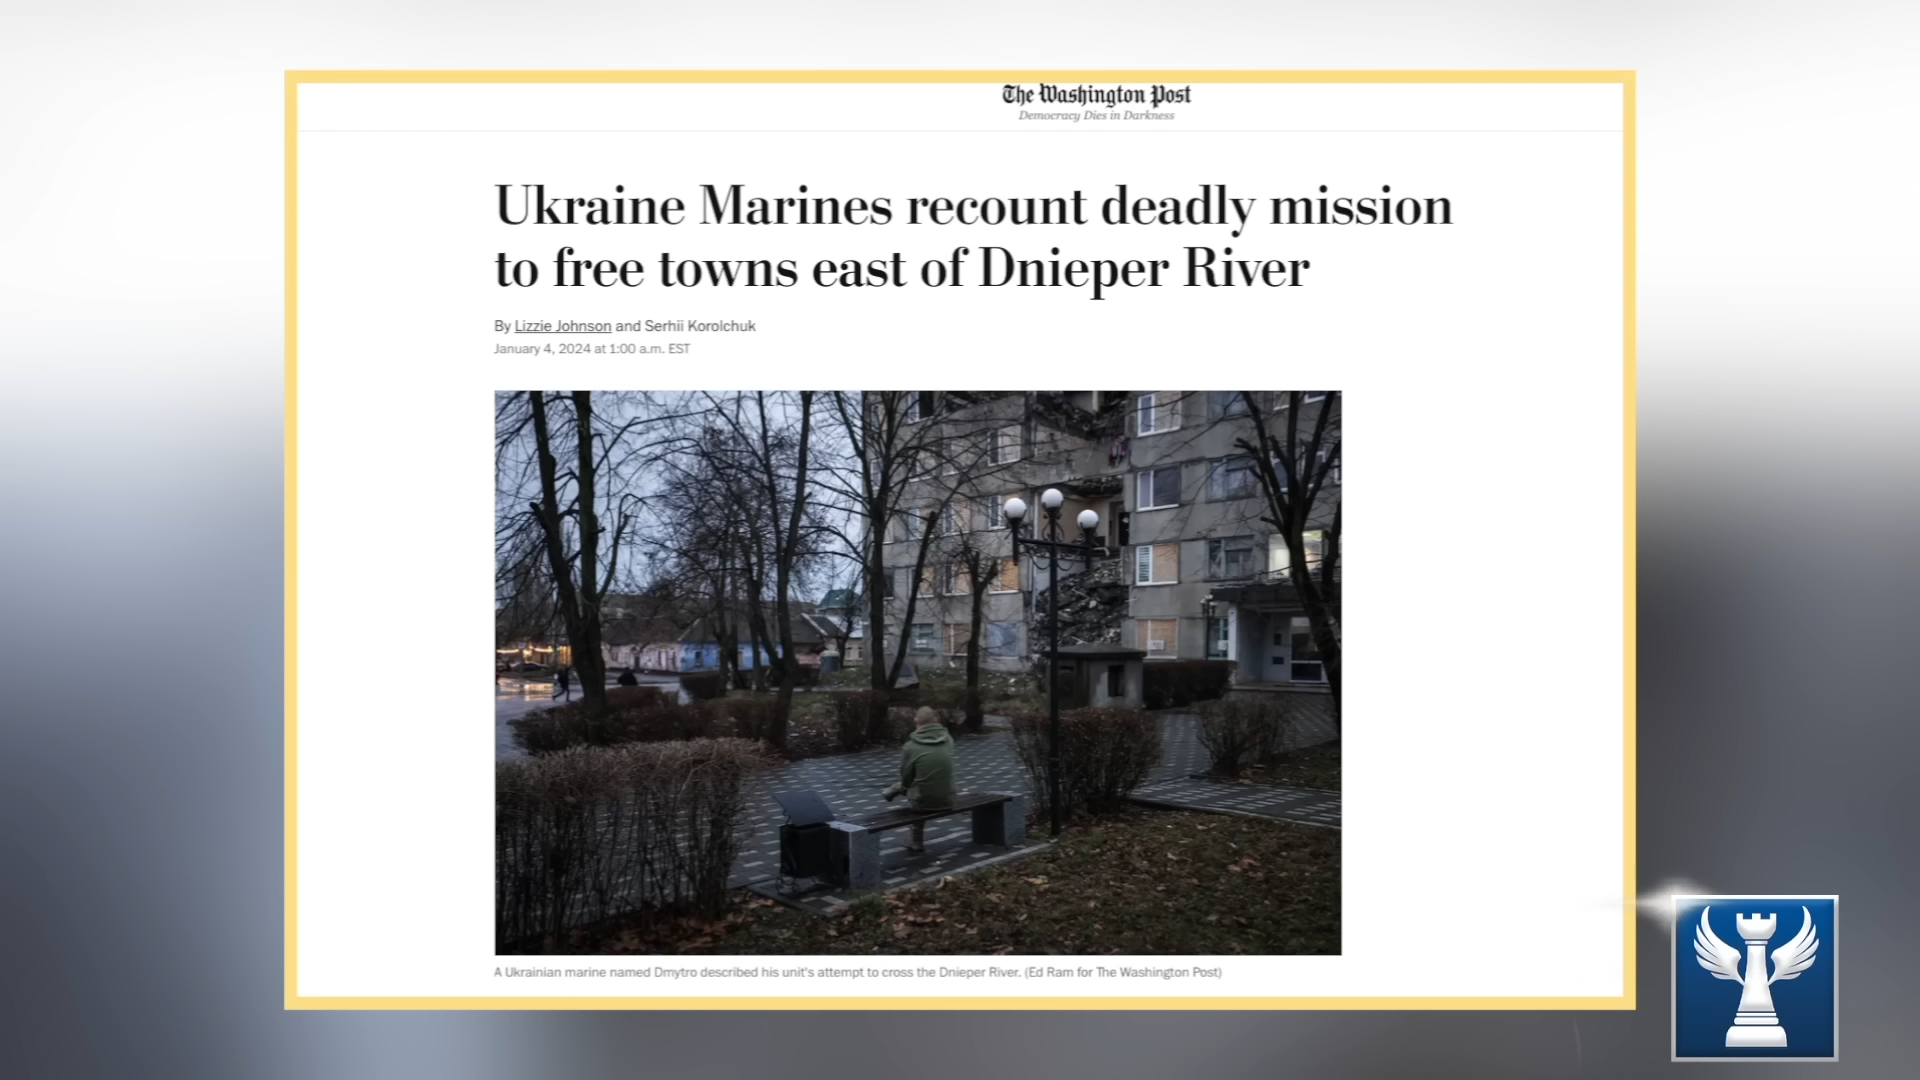 The Washington Post
Democracy Dies in Darkness
Ukraine Marines recount deadly mission
to free towns east of Dnieper River
By Lizzie Johnson and Serhii Korolchuk
January 4, 2024 at 1:00 a.m. EST
A Ukrainian marine named Dmytro described his unit's attempt to cross the Dnieper River. (Ed Ram for The Washington Post)